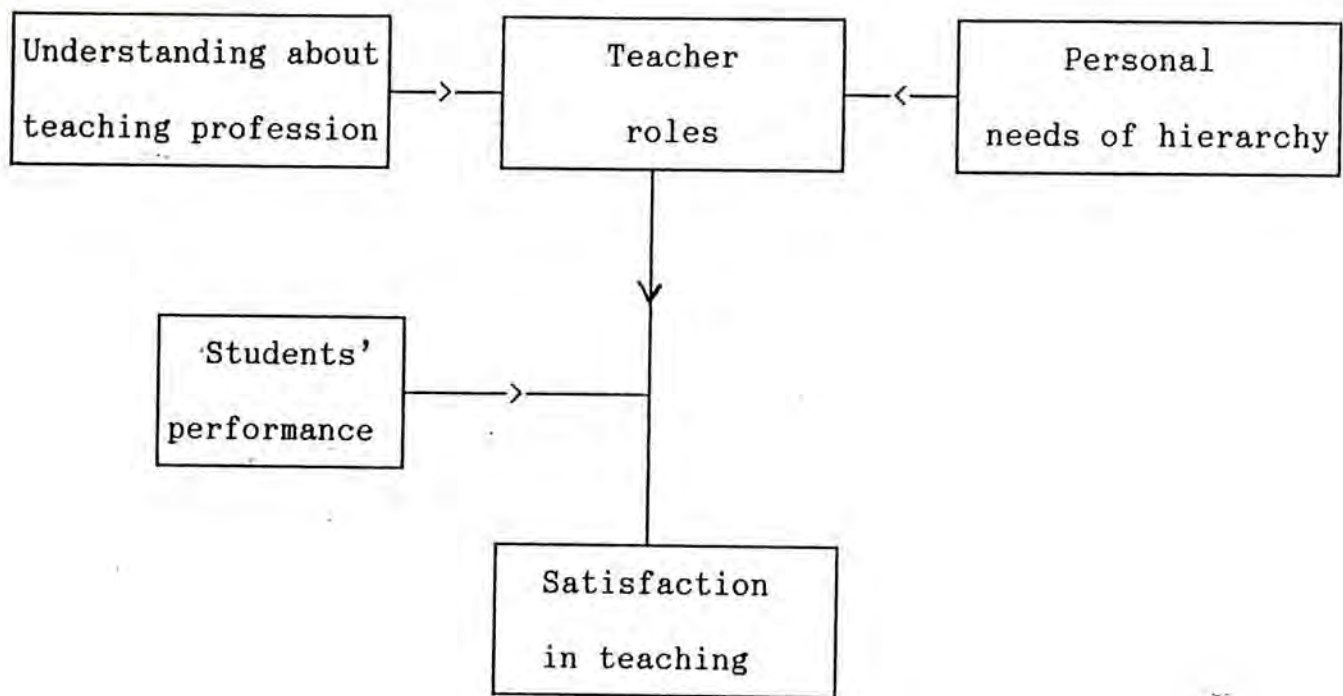 Understanding about
teaching profession
Teacher
roles
Personal
needs of hierarchy
Students'
performance
Satisfaction
in teaching